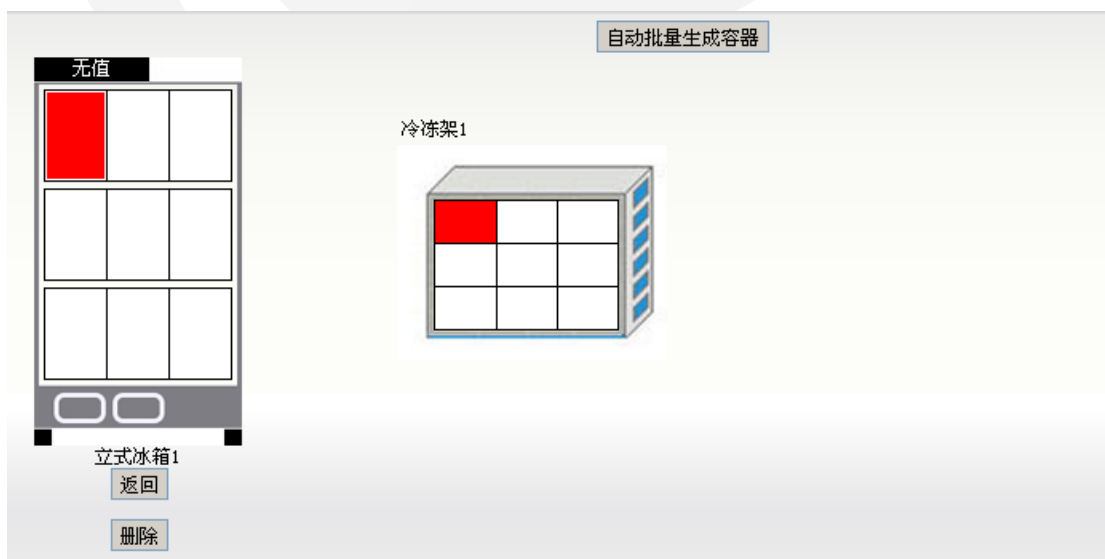 自动批量生成容器
无值
冷冻架1
立式冰箱1
返回
删除